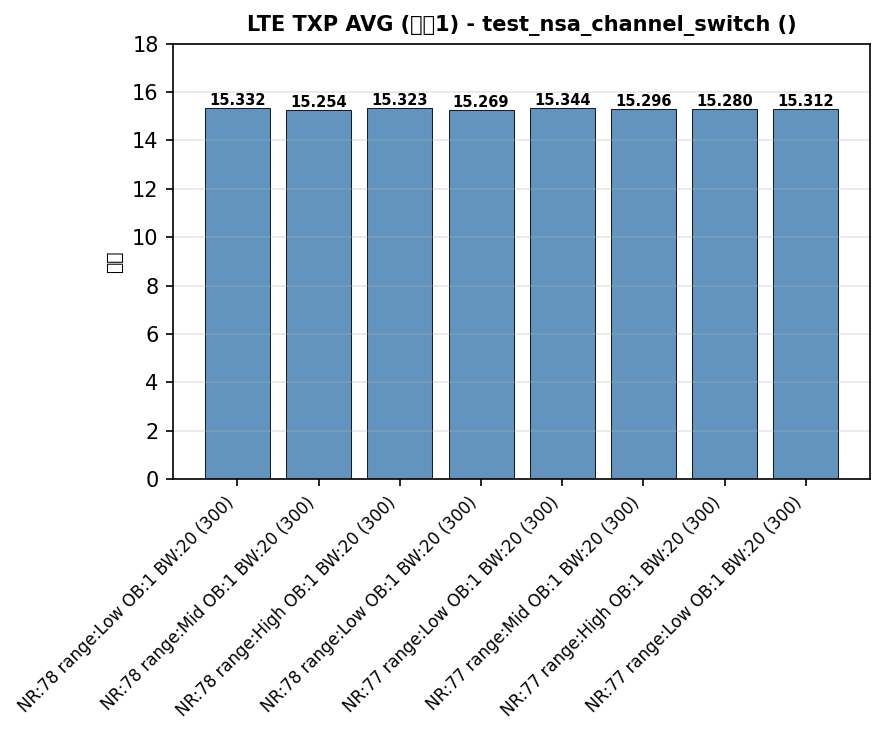 LTE TXP AVG (1) - test_nsa_channel_switch ()
18
16
14
12
10
8
6
4
2
0
15.332
15.254
15.323
15.269
15.344
15.296
15.280
15.312
NR:78 range:Low OB:1 BW:20 (300)
NR:78 range:Mid OB:1 BW:20 (300)
NR:78 range:High OB:1 BW:20 (300)
NR:78 range:Low OB:1 BW:20 (300)
NR:77 range:Low OB:1 BW:20 (300)
NR:77 range:Mid OB:1 BW:20 (300)
NR:77 range:High OB:1 BW:20 (300)
NR:77 range:Low OB:1 BW:20 (300)